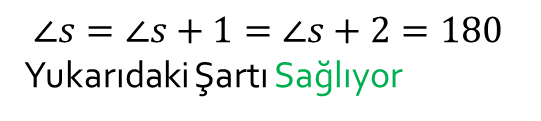 ∠s = ∠s + 1 = ∠s + 2 = 180
Yukarıdaki Şartı Sağlıyor